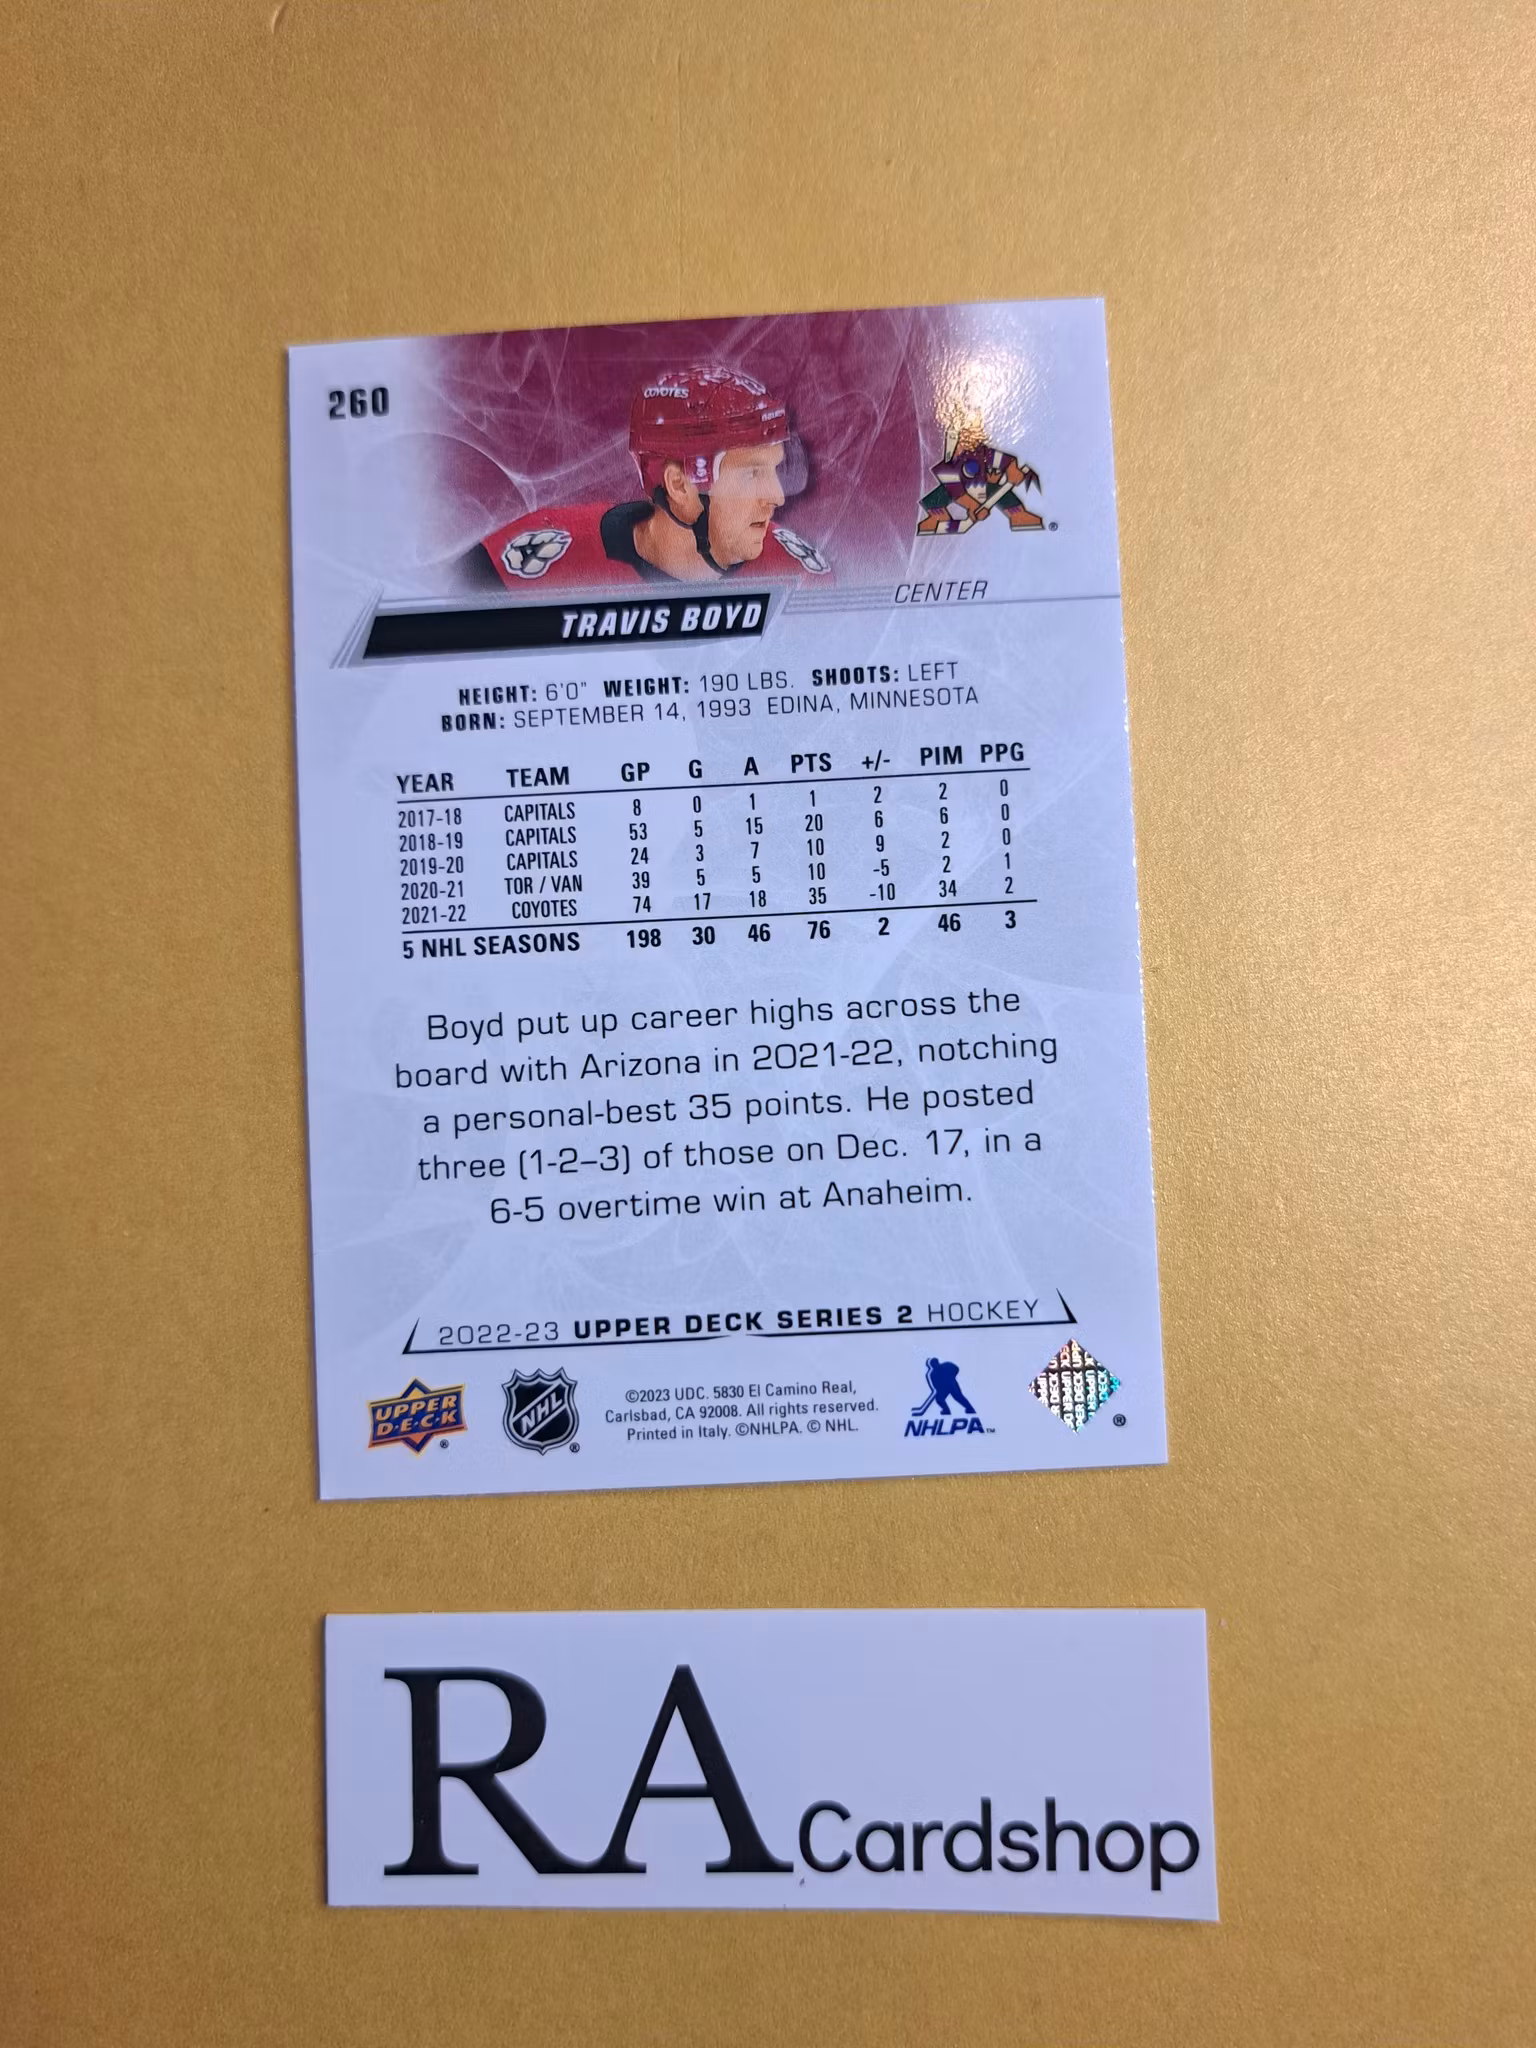 260
COYOTES
BAUER
TRAVIS BOYD
CENTER
HEIGHT: 6'0" WEIGHT: 190 LBS. SHOOTS: LEFT
BORN: SEPTEMBER 14, 1993 EDINA, MINNESOTA
YEAR TEAM GP G A PTS +/- PIM PPG
2017-18 CAPITALS 8 0 1 1 2 2 0
2018-19 CAPITALS 53 5 15 20 6 6 0
2019-20 CAPITALS 24 3 7 10 9 2 0
2020-21 TOR / VAN 39 5 5 10 -5 2 1
2021-22 COYOTES 74 17 18 35 -10 34 2
5 NHL SEASONS 198 30 46 76 2 46 3
Boyd put up career highs across the
board with Arizona in 2021-22, notching
a personal-best 35 points. He posted
three (1-2–3) of those on Dec. 17, in a
6-5 overtime win at Anaheim.
2022-23 UPPER DECK SERIES 2 HOCKEY
UPPER
D•E•C•K ®
NHL ®
©2023 UDC. 5830 El Camino Real,
Carlsbad, CA 92008. All rights reserved.
Printed in Italy. ©NHLPA. © NHL.
NHLPA™
®
RA Cardshop